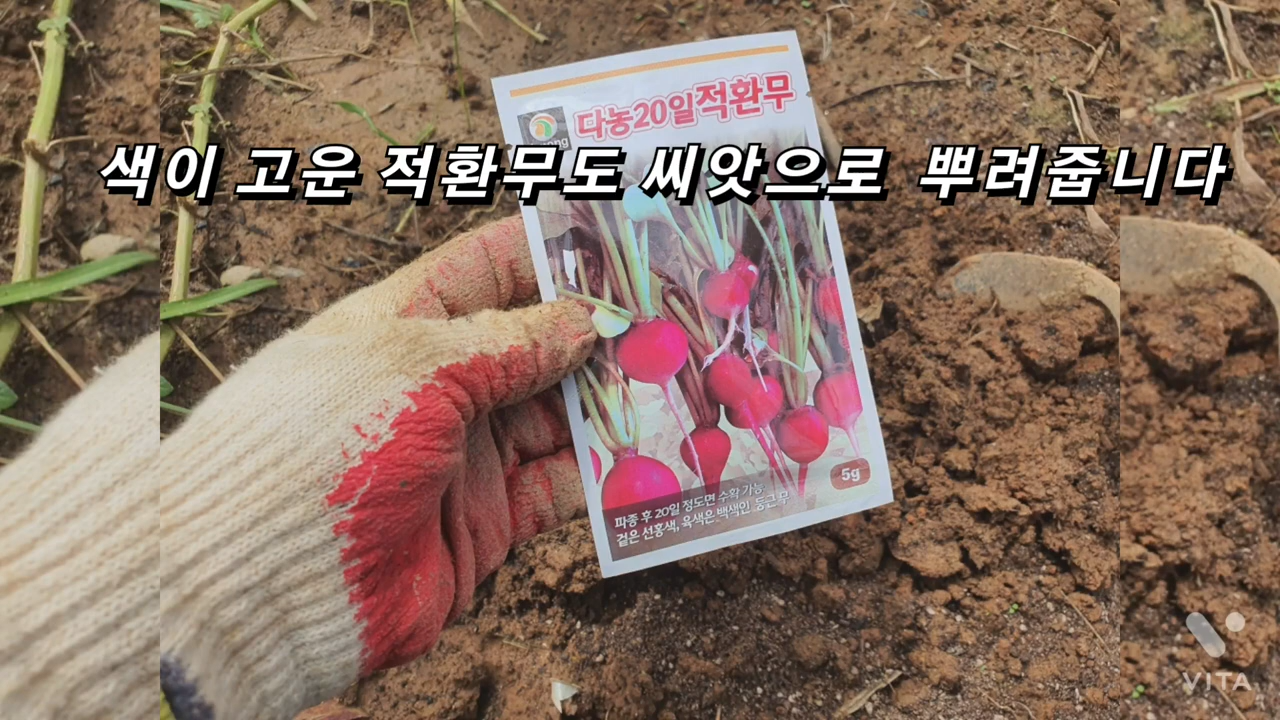 다농20일적환무
색이 고운 적환무도 씨앗으로 뿌려줍니다
5g
파종 후 20일 정도면 수확 가능
겉은 선홍색, 육색은 백색인 둥근 무
VITA